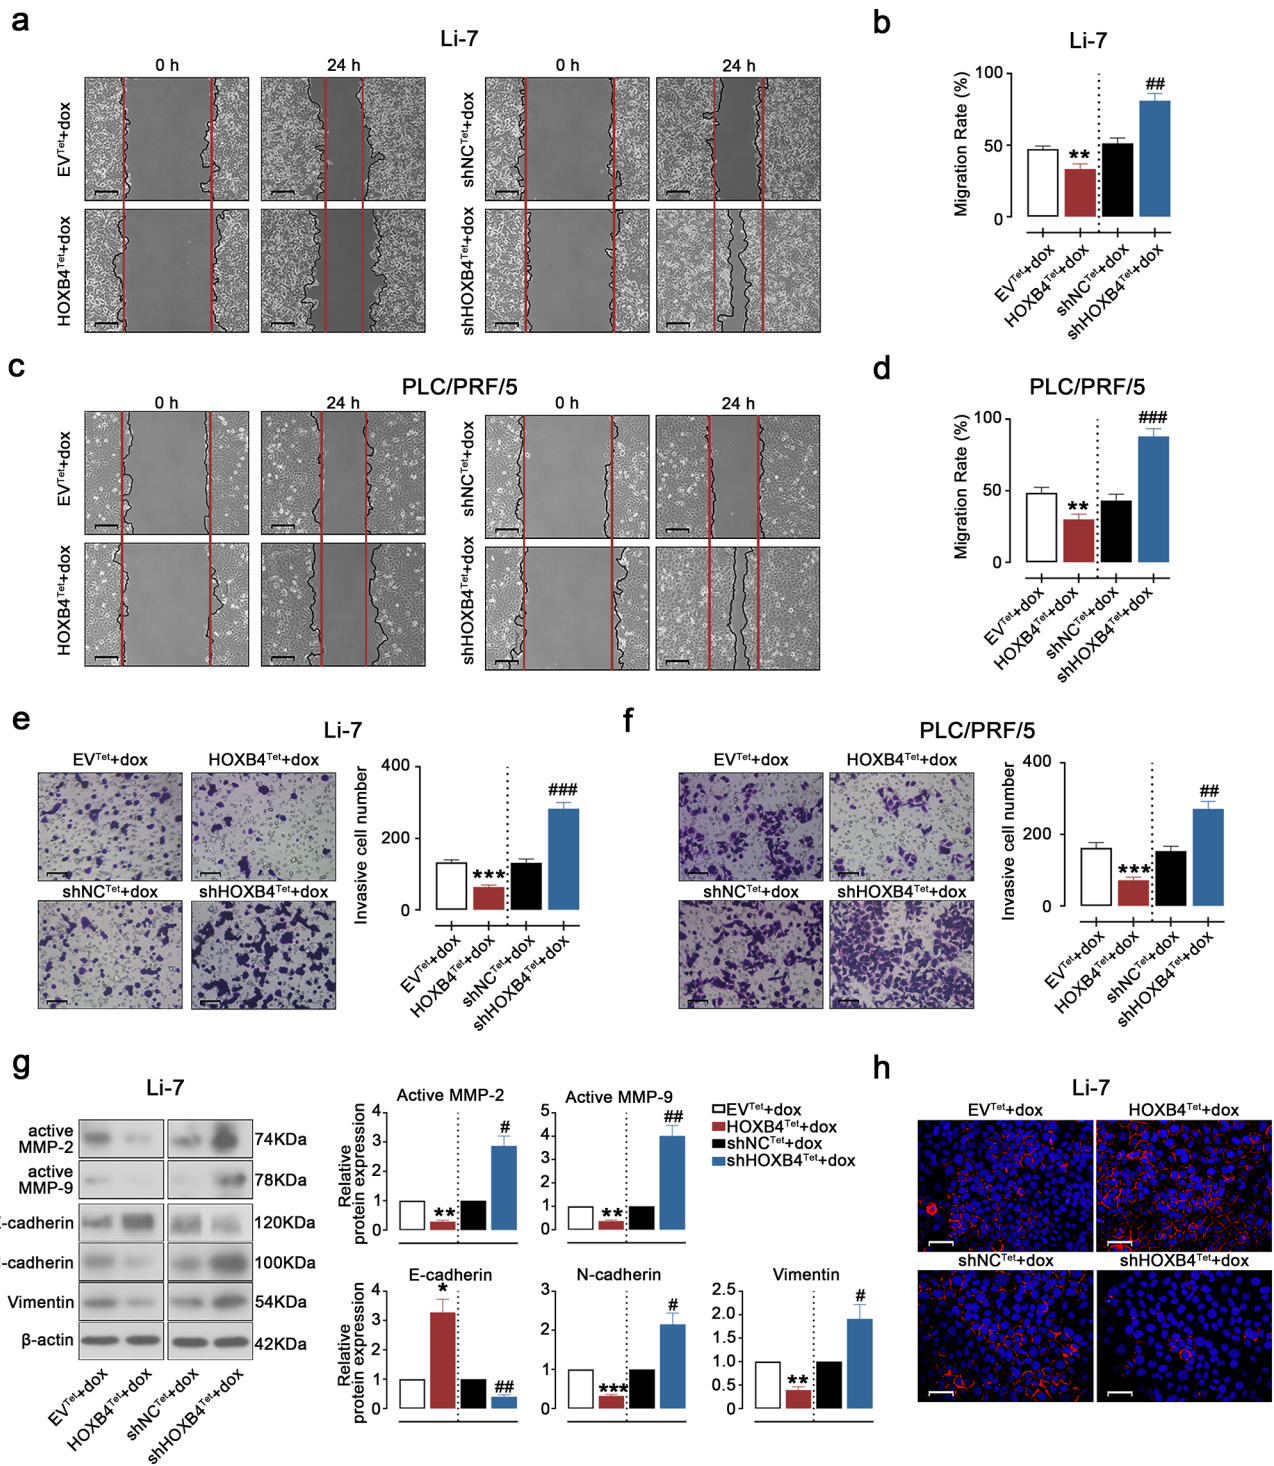 a
Li-7
0 h
24 h
0 h
24 h
EVTet+dox
HOXB4Tet+dox
shNCTet+dox
shHOXB4Tet+dox
b
Li-7
Migration Rate (%)
100
50
0
**
##
EVTet+dox
HOXB4Tet+dox
shNCTet+dox
shHOXB4Tet+dox
c
PLC/PRF/5
0 h
24 h
0 h
24 h
EVTet+dox
HOXB4Tet+dox
shNCTet+dox
shHOXB4Tet+dox
d
PLC/PRF/5
Migration Rate (%)
100
50
0
**
###
EVTet+dox
HOXB4Tet+dox
shNCTet+dox
shHOXB4Tet+dox
e
Li-7
EVTet+dox
HOXB4Tet+dox
shNCTet+dox
shHOXB4Tet+dox
Invasive cell number
400
200
0
***
###
EVTet+dox
HOXB4Tet+dox
shNCTet+dox
shHOXB4Tet+dox
f
PLC/PRF/5
EVTet+dox
HOXB4Tet+dox
shNCTet+dox
shHOXB4Tet+dox
Invasive cell number
400
200
0
***
##
EVTet+dox
HOXB4Tet+dox
shNCTet+dox
shHOXB4Tet+dox
g
Li-7
active
MMP-2
74KDa
active
MMP-9
78KDa
-cadherin
120KDa
-cadherin
100KDa
Vimentin
54KDa
β-actin
42KDa
EVTet+dox
HOXB4Tet+dox
shNCTet+dox
shHOXB4Tet+dox
Active MMP-2
Relative
protein expression
4
3
2
1
0
**
#
Active MMP-9
5
4
3
2
1
0
**
##
EVTet+dox
HOXB4Tet+dox
shNCTet+dox
shHOXB4Tet+dox
E-cadherin
Relative
protein expression
4
3
2
1
0
*
##
N-cadherin
3
2
1
0
***
#
Vimentin
2.5
2.0
1.5
1.0
0.5
0
**
#
h
Li-7
EVTet+dox
HOXB4Tet+dox
shNCTet+dox
shHOXB4Tet+dox